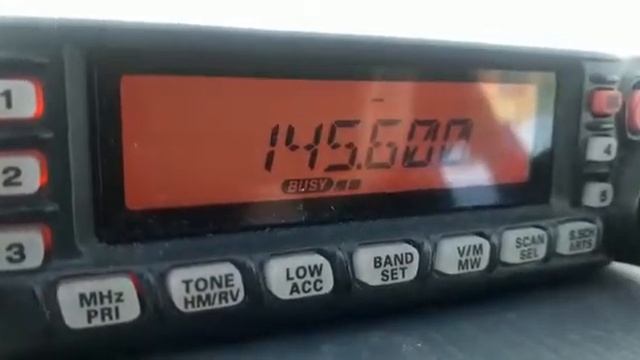 145.600
BUSY
1
2
3
4
5
MHz
PRI
TONE
HM/RV
LOW
ACC
BAND
SET
V/M
MW
SCAN
SEL
S.SCH
ARTS